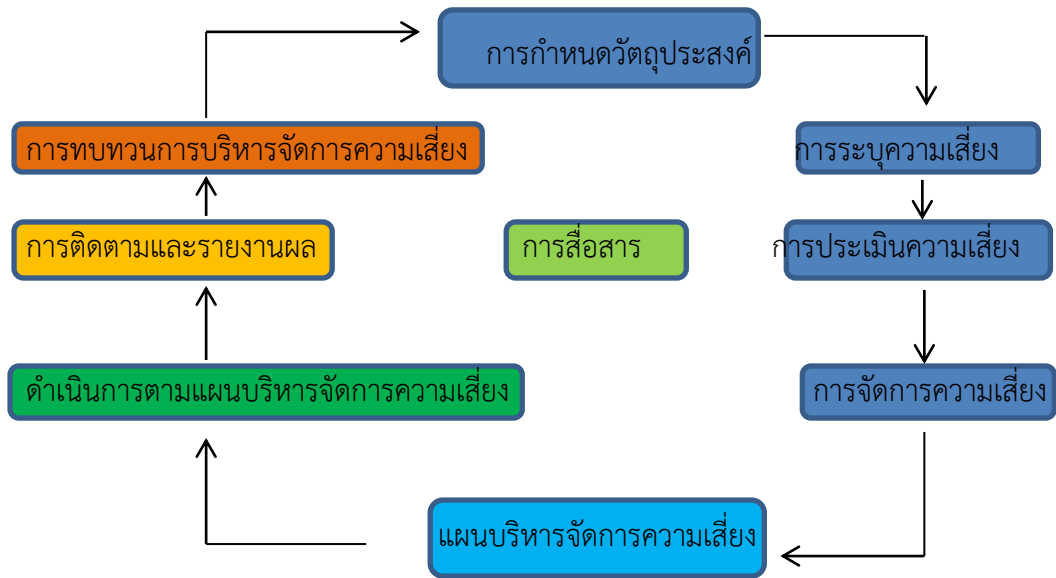 การกำหนดวัตถุประสงค์
การทบทวนการบริหารจัดการความเสี่ยง
การระบุความเสี่ยง
การติดตามและรายงานผล
การสื่อสาร
การประเมินความเสี่ยง
ดำเนินการตามแผนบริหารจัดการความเสี่ยง
การจัดการความเสี่ยง
แผนบริหารจัดการความเสี่ยง